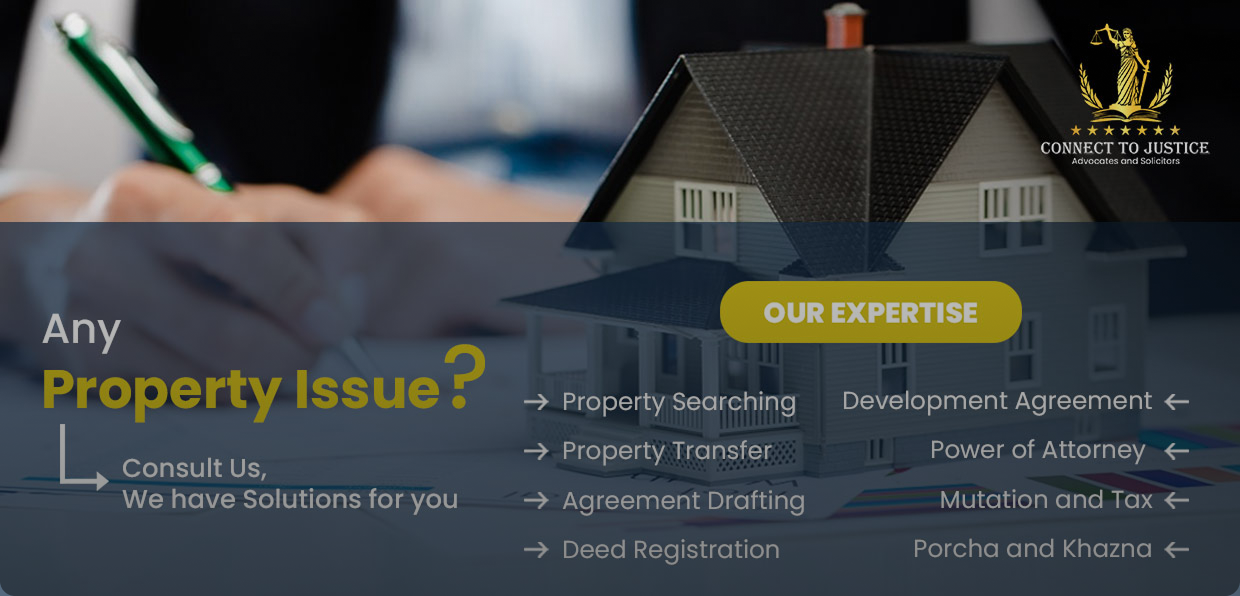 CONNECT TO JUSTICE
Advocates and Solicitors
Any
Property Issue?
Consult Us,
We have Solutions for you
OUR EXPERTISE
Property Searching
Property Transfer
Agreement Drafting
Deed Registration
Development Agreement
Power of Attorney
Mutation and Tax
Porcha and Khazna